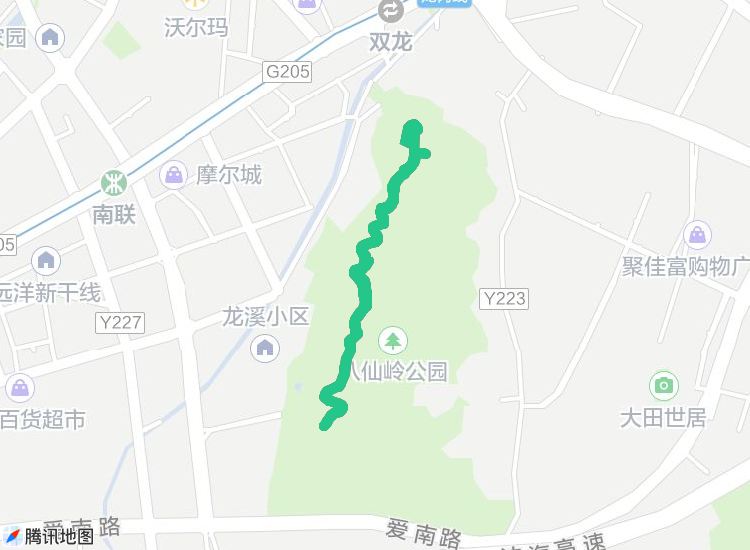 沃尔玛
家园
双龙
G205
摩尔城
南联
05
聚佳富购物广
远洋新干线
Y223
Y227
龙溪小区
八仙岭公园
百货超市
大田世居
爱南路
爱南路
腾讯地图
高速